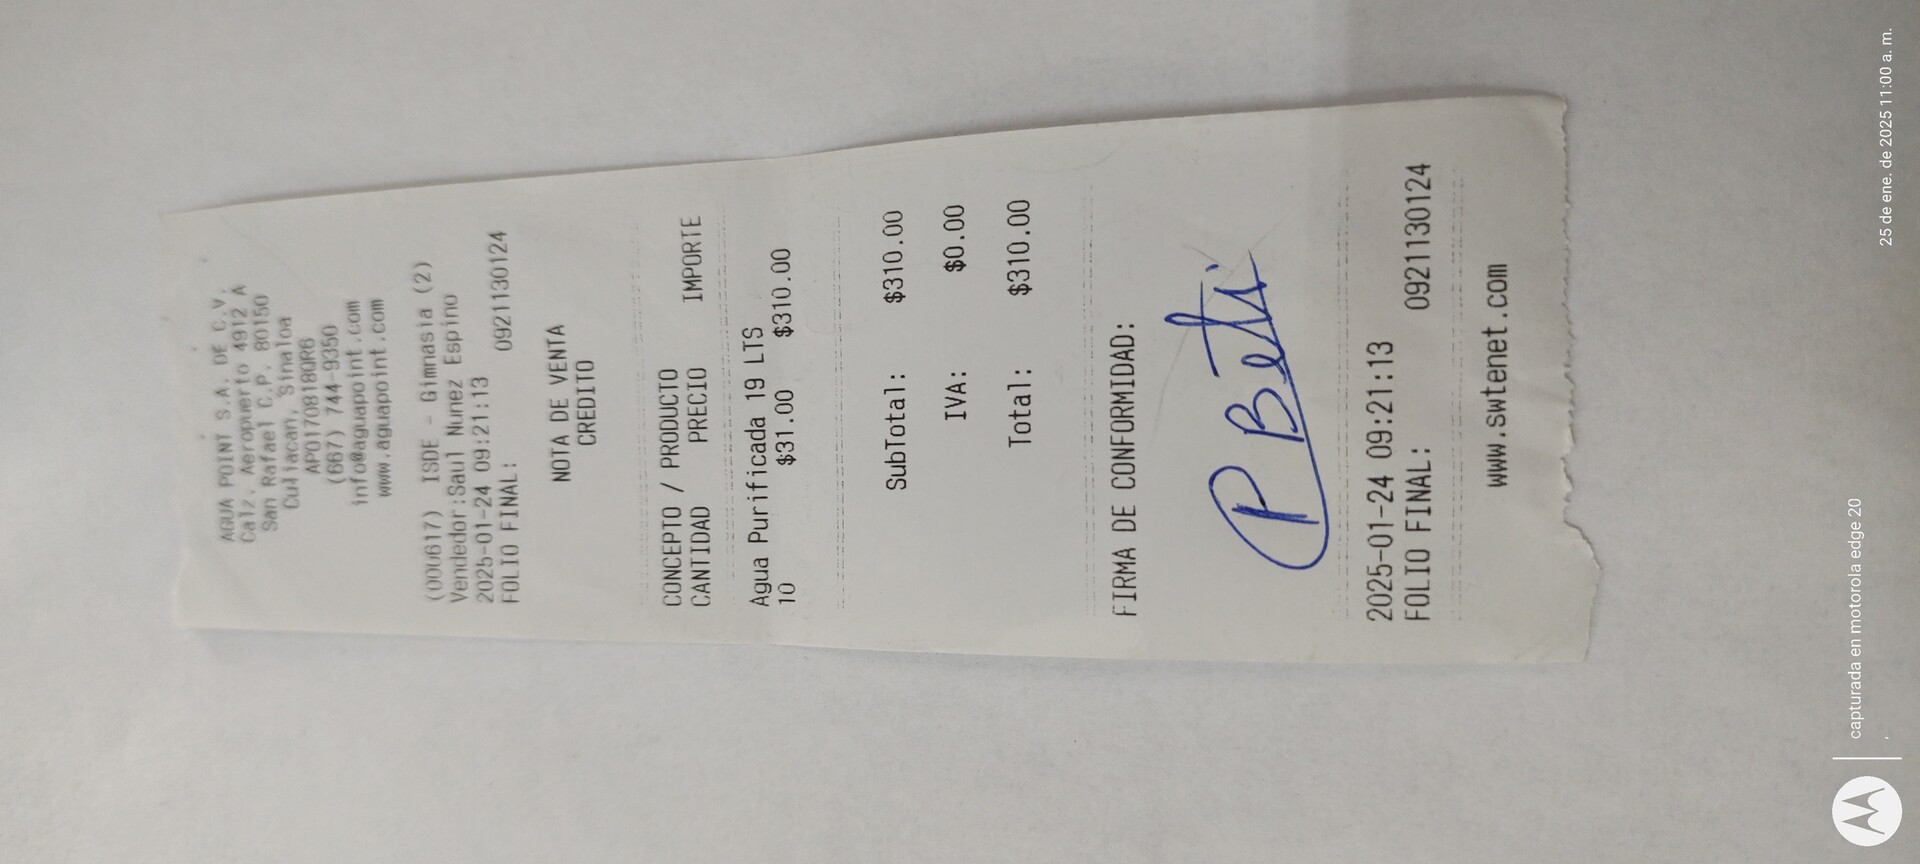 AGUA POINT S.A. DE C.V.
Calz. Aeropuerto 4912 A
San Rafael C.P. 80150
Culiacan, Sinaloa
APO170818QR6
(667) 744-9350
info@aguapoint.com
www.aguapoint.com
(000617) ISDE - Gimnasia (2)
Vendedor:Saul Nunez Espino
2025-01-24 09:21:13
FOLIO FINAL: 0921130124
NOTA DE VENTA
CREDITO
CONCEPTO / PRODUCTO
CANTIDAD PRECIO IMPORTE
Agua Purificada 19 LTS
10 $31.00 $310.00
SubTotal: $310.00
IVA: $0.00
Total: $310.00
FIRMA DE CONFORMIDAD:
P Beti
2025-01-24 09:21:13
FOLIO FINAL: 0921130124
www.swtenet.com
capturada en motorola edge 20
25 de ene. de 2025 11:00 a. m.